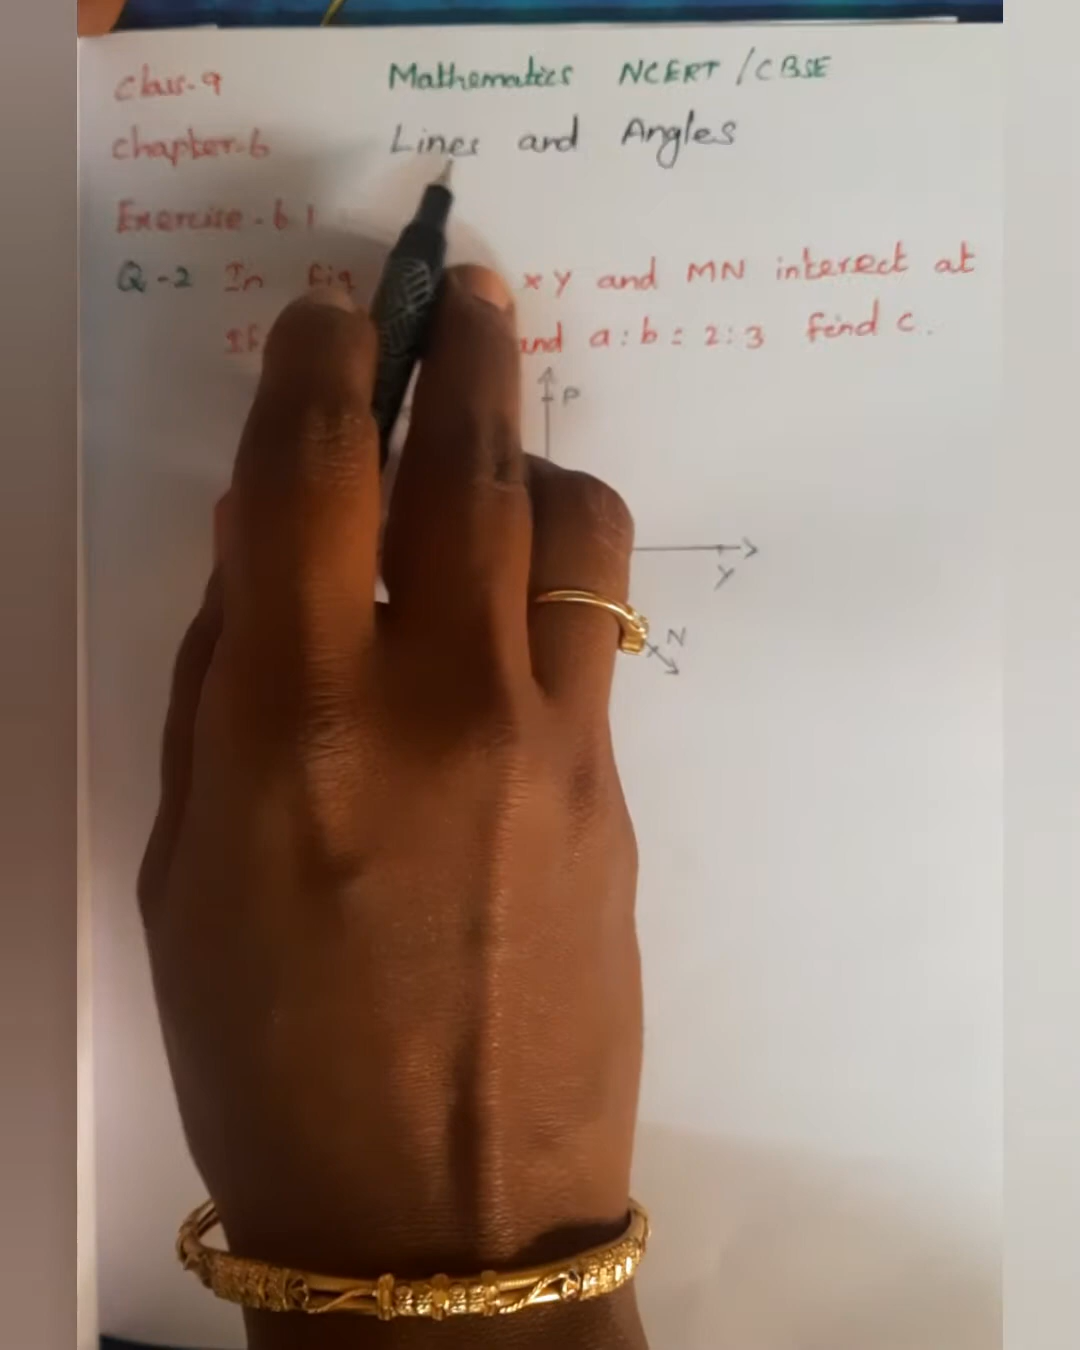 Class-9 Mathematics NCERT / CBSE
Chapter-6 Lines and Angles
Exercise-6.1
Q-2 In fig XY and MN interect at
If and a:b = 2:3 find c.
P
Y
N